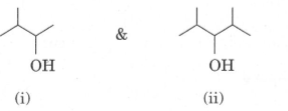 &
OH OH
(i) (ii)